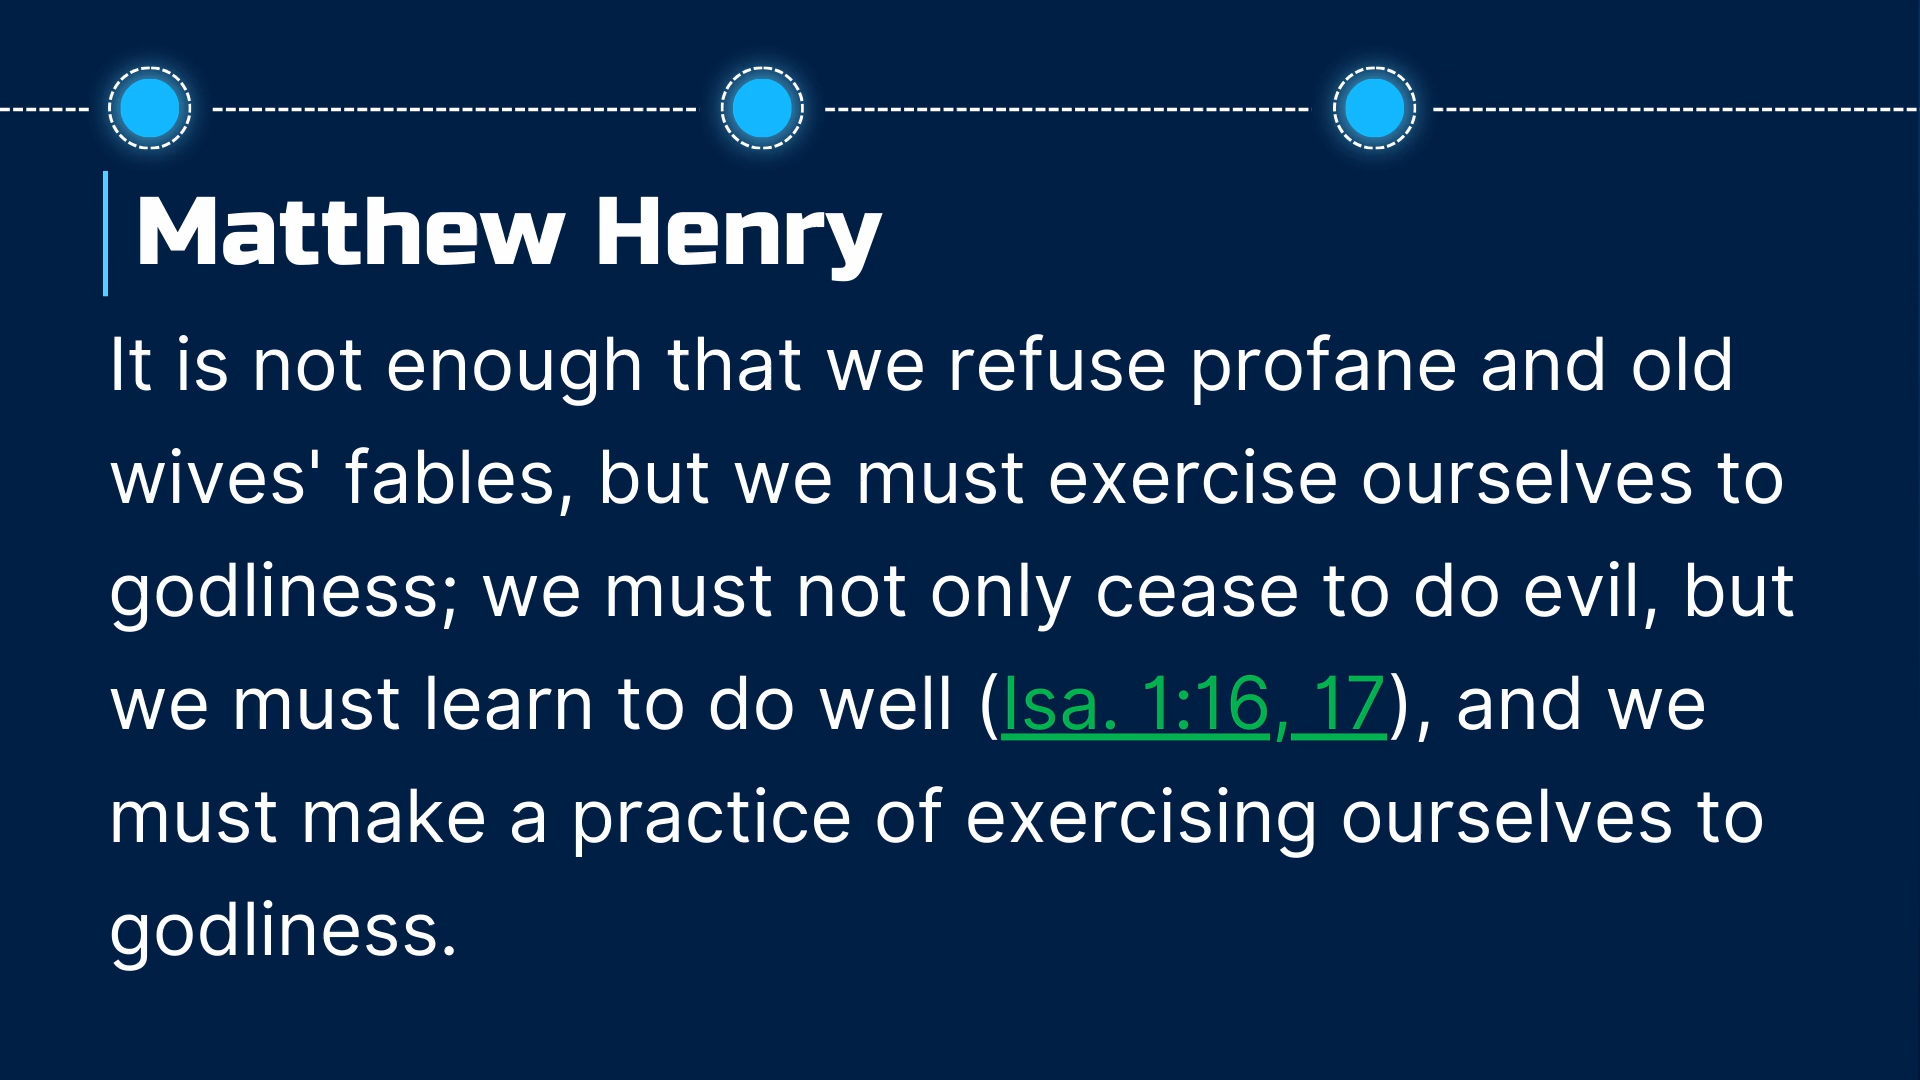 Matthew Henry
It is not enough that we refuse profane and old
wives' fables, but we must exercise ourselves to
godliness; we must not only cease to do evil, but
we must learn to do well (Isa. 1:16, 17), and we
must make a practice of exercising ourselves to
godliness.